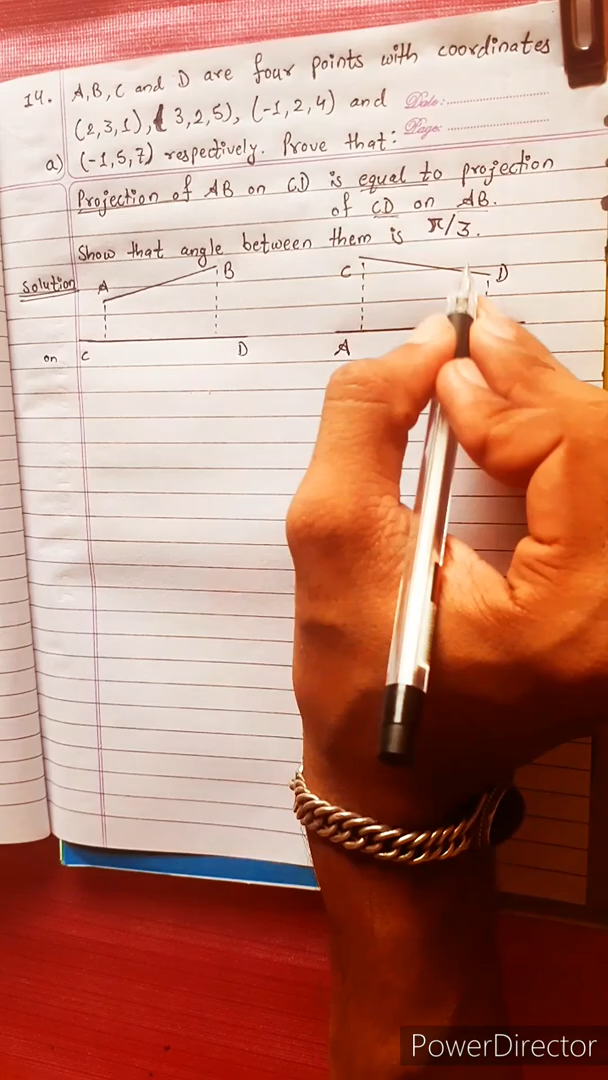 14. A, B, C and D are four points with coordinates
(2,3,1), (3,2,5), (-1,2,4) and Date:
a) (-1,5,7) respectively. Prove that: Page:
Projection of AB on CD is equal to projection
of CD on AB.
Show that angle between them is π/3.
Solution A B C D
on C D A
PowerDirector